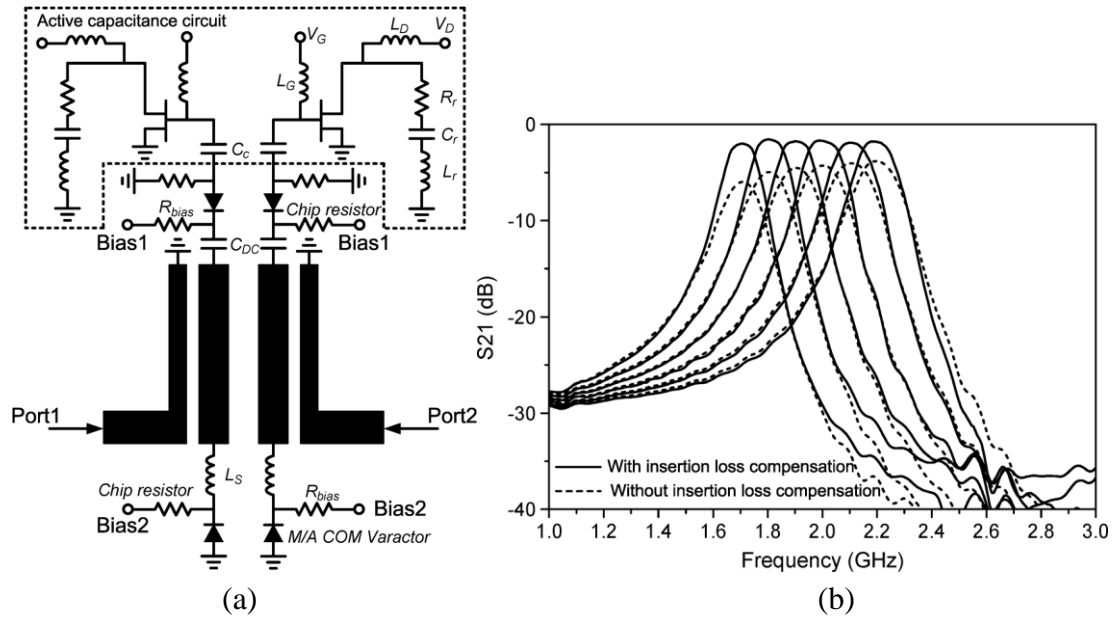 Active capacitance circuit
V_G
L_D
V_D
L_G
R_r
C_r
L_r
C_c
R_bias
Chip resistor
Bias1
C_DC
Bias1
Port1
Port2
L_S
Chip resistor
R_bias
Bias2
Bias2
M/A COM Varactor
(a)
0
-10
-20
-30
-40
S21 (dB)
With insertion loss compensation
Without insertion loss compensation
1.0 1.2 1.4 1.6 1.8 2.0 2.2 2.4 2.6 2.8 3.0
Frequency (GHz)
(b)